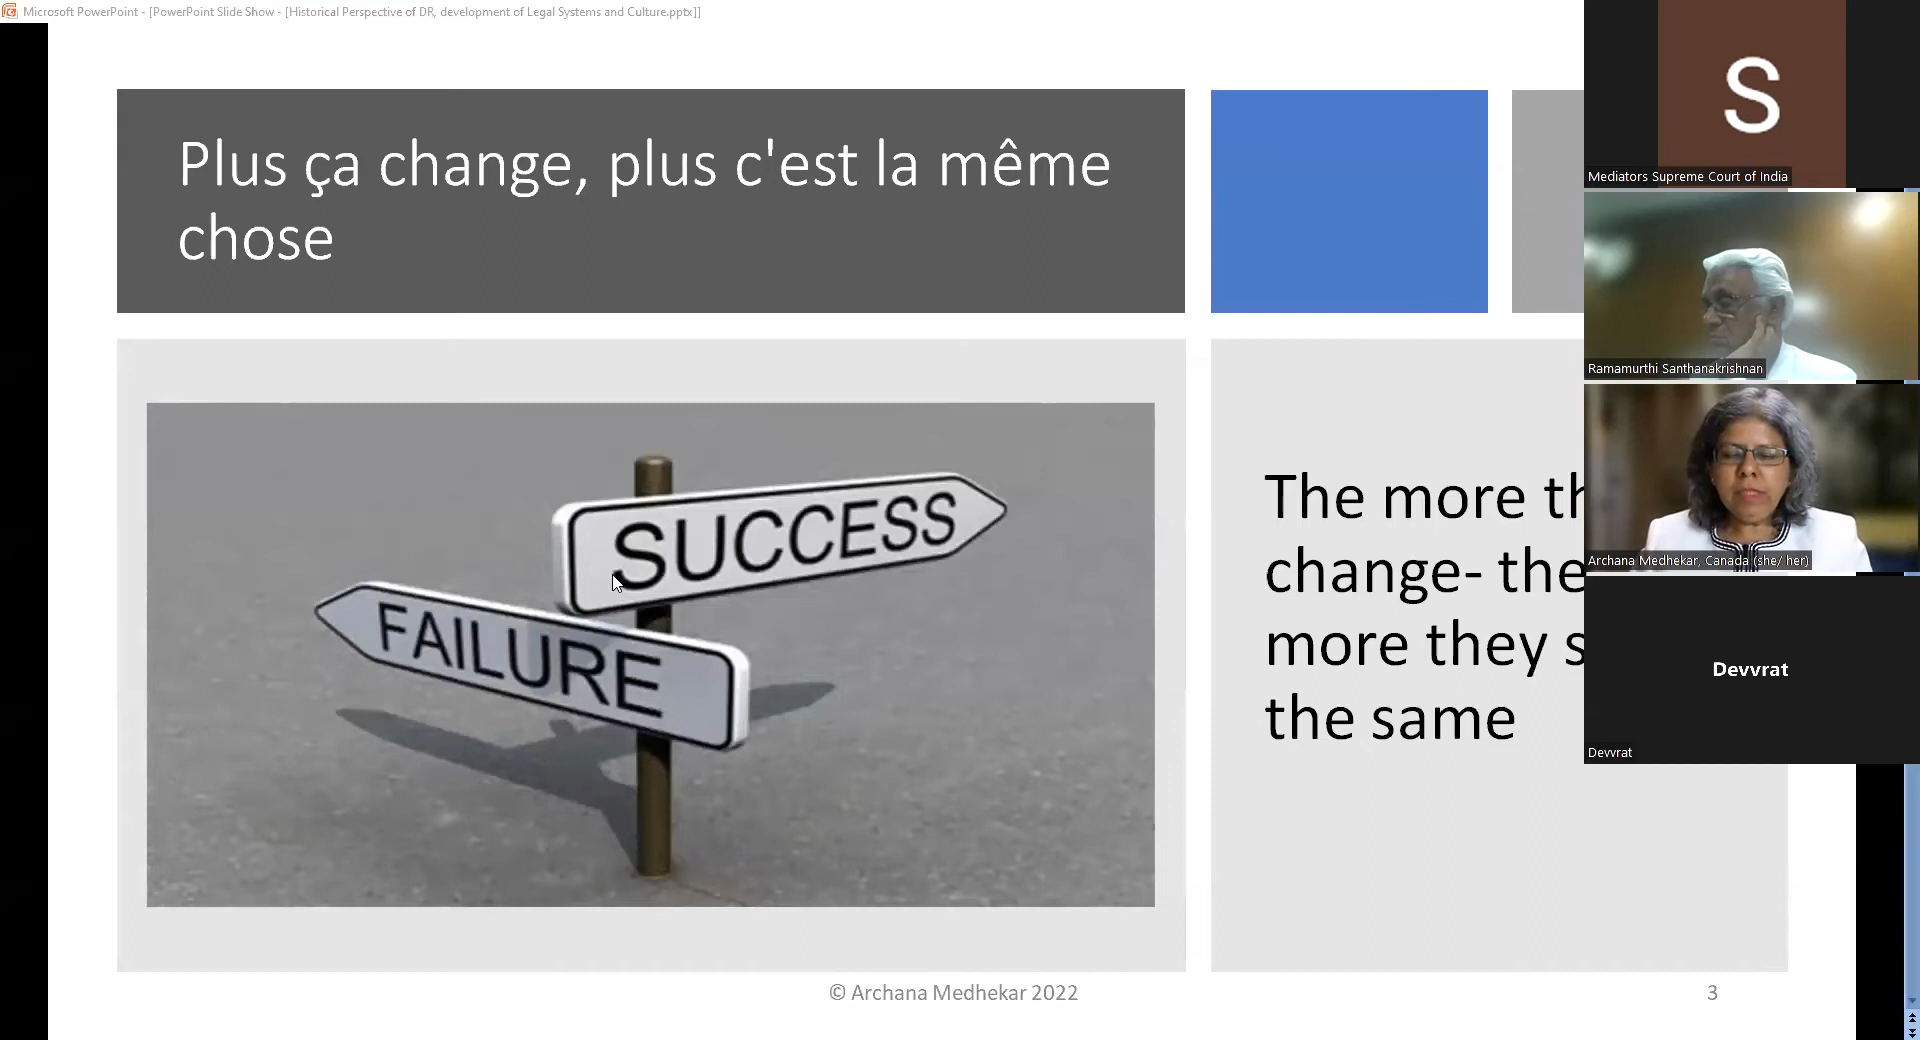 Microsoft PowerPoint - [PowerPoint Slide Show - [Historical Perspective of DR, development of Legal Systems and Culture.pptx]]
Plus ça change, plus c'est la même
chose
SUCCESS
FAILURE
The more
change- the
more they
the same
© Archana Medhekar 2022
3
S
Mediators Supreme Court of India
Ramamurthi Santhanakrishnan
Archana Medhekar, Canada (she/ her)
Devvrat
Devvrat